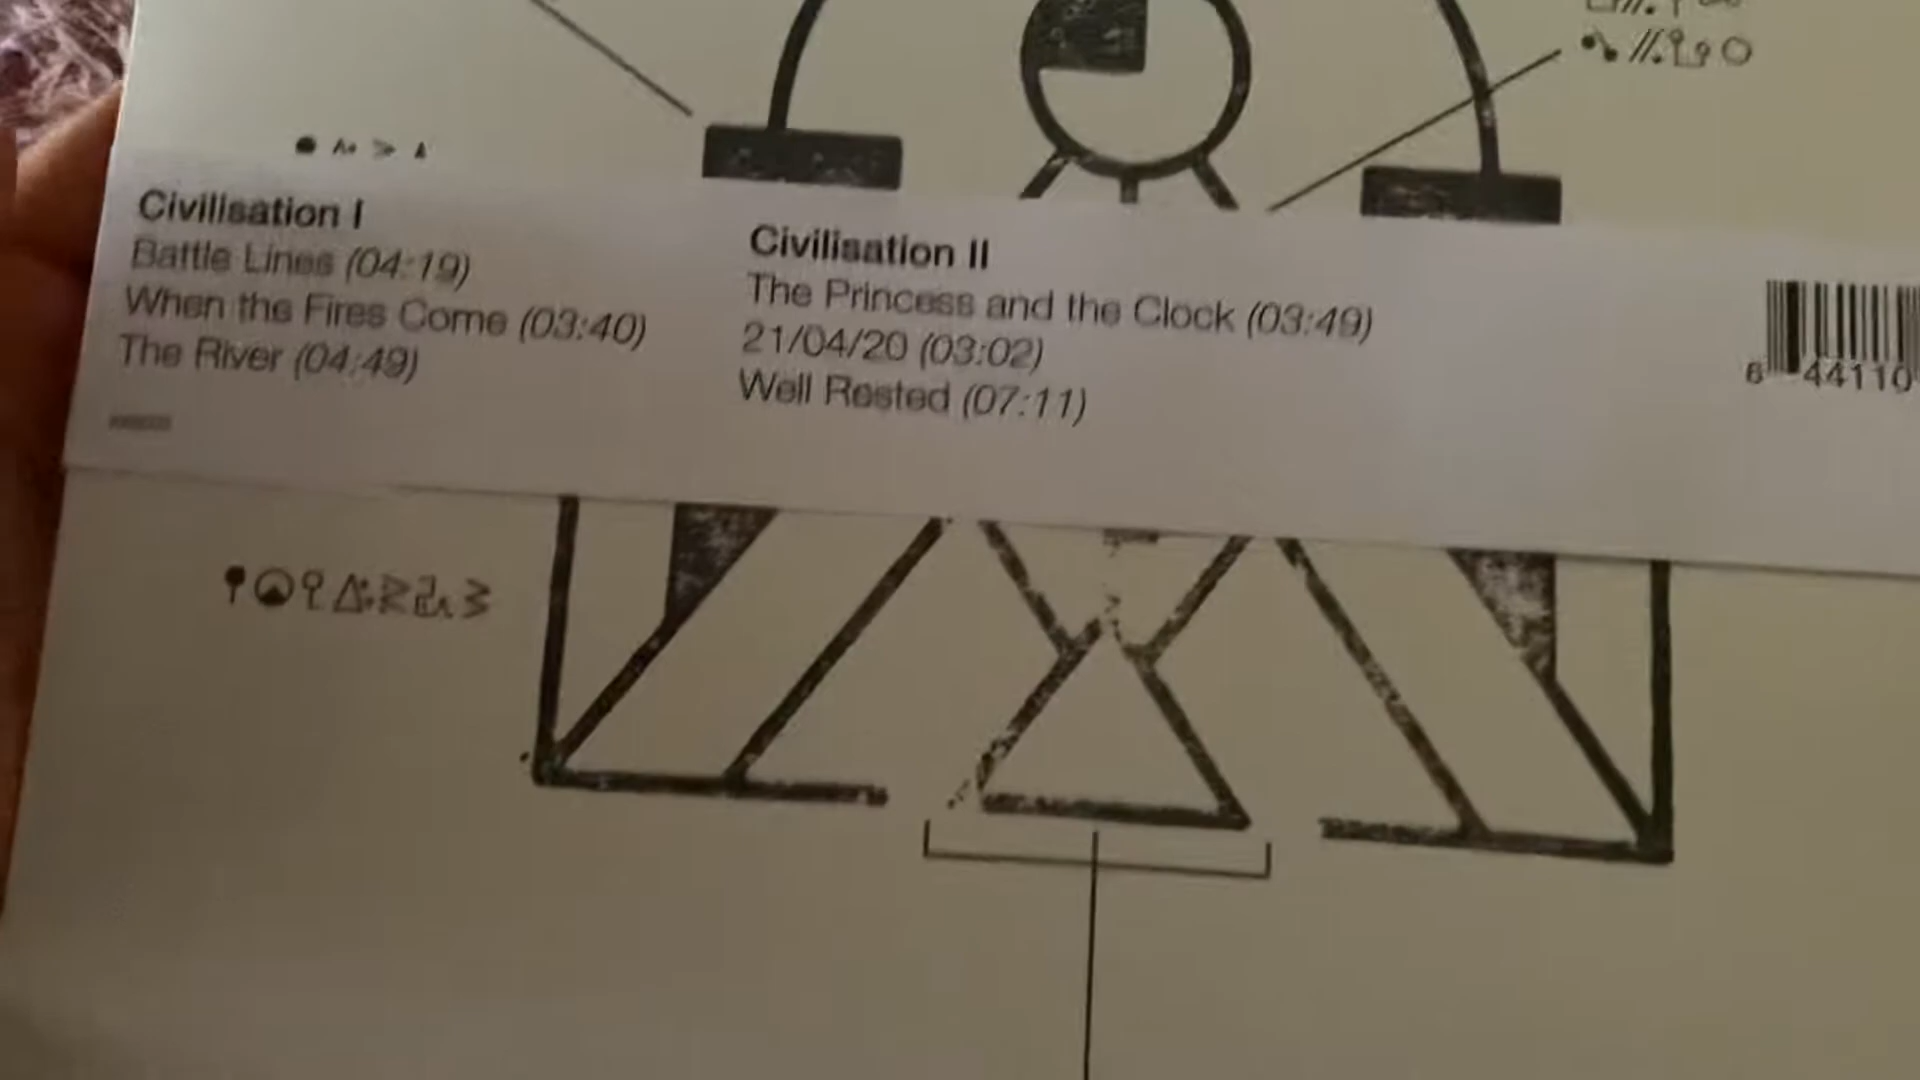 Civilisation I
Battle Lines (04:19)
When the Fires Come (03:40)
The River (04:49)
Civilisation II
The Princess and the Clock (03:49)
21/04/20 (03:02)
Well Rested (07:11)
6 44110